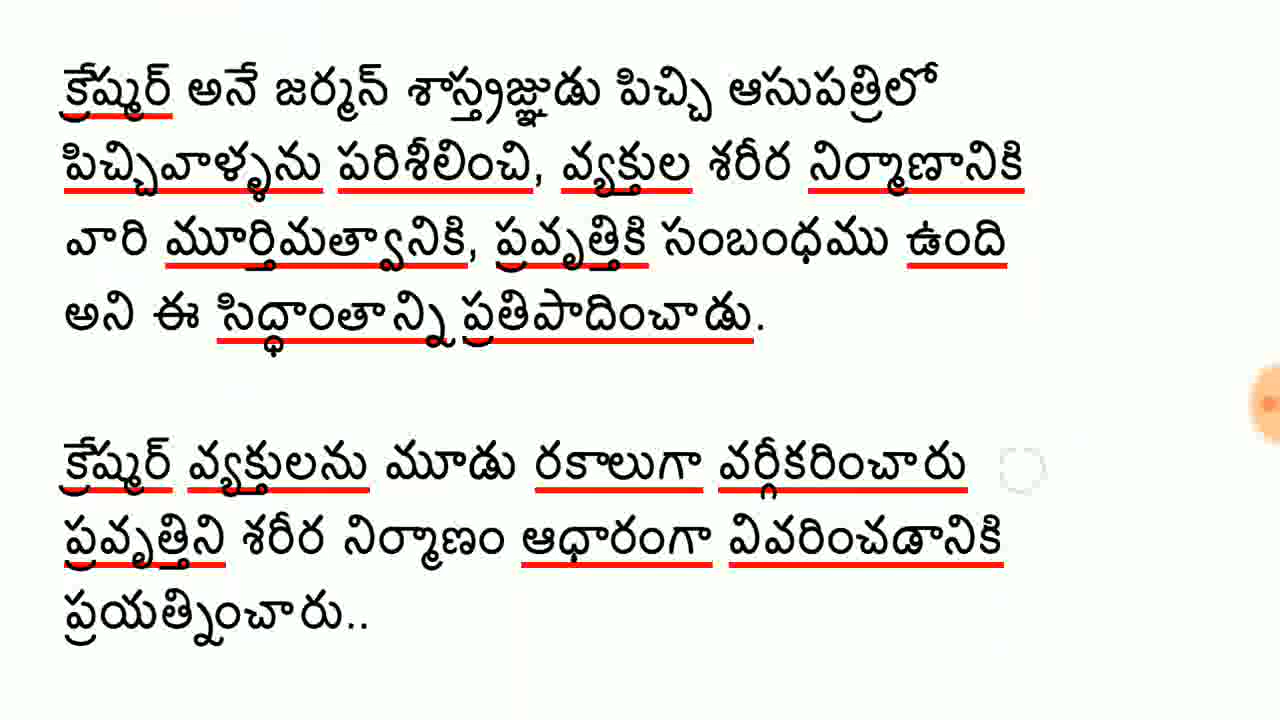 క్రేష్మర్ అనే జర్మన్ శాస్త్రజ్ఞుడు పిచ్చి ఆసుపత్రిలో
పిచ్చివాళ్ళను పరిశీలించి, వ్యక్తుల శరీర నిర్మాణానికి
వారి మూర్తిమత్వానికి, ప్రవృత్తికి సంబంధము ఉంది
అని ఈ సిద్ధాంతాన్ని ప్రతిపాదించాడు.
క్రేష్మర్ వ్యక్తులను మూడు రకాలుగా వర్గీకరించారు
ప్రవృత్తిని శరీర నిర్మాణం ఆధారంగా వివరించడానికి
ప్రయత్నించారు..